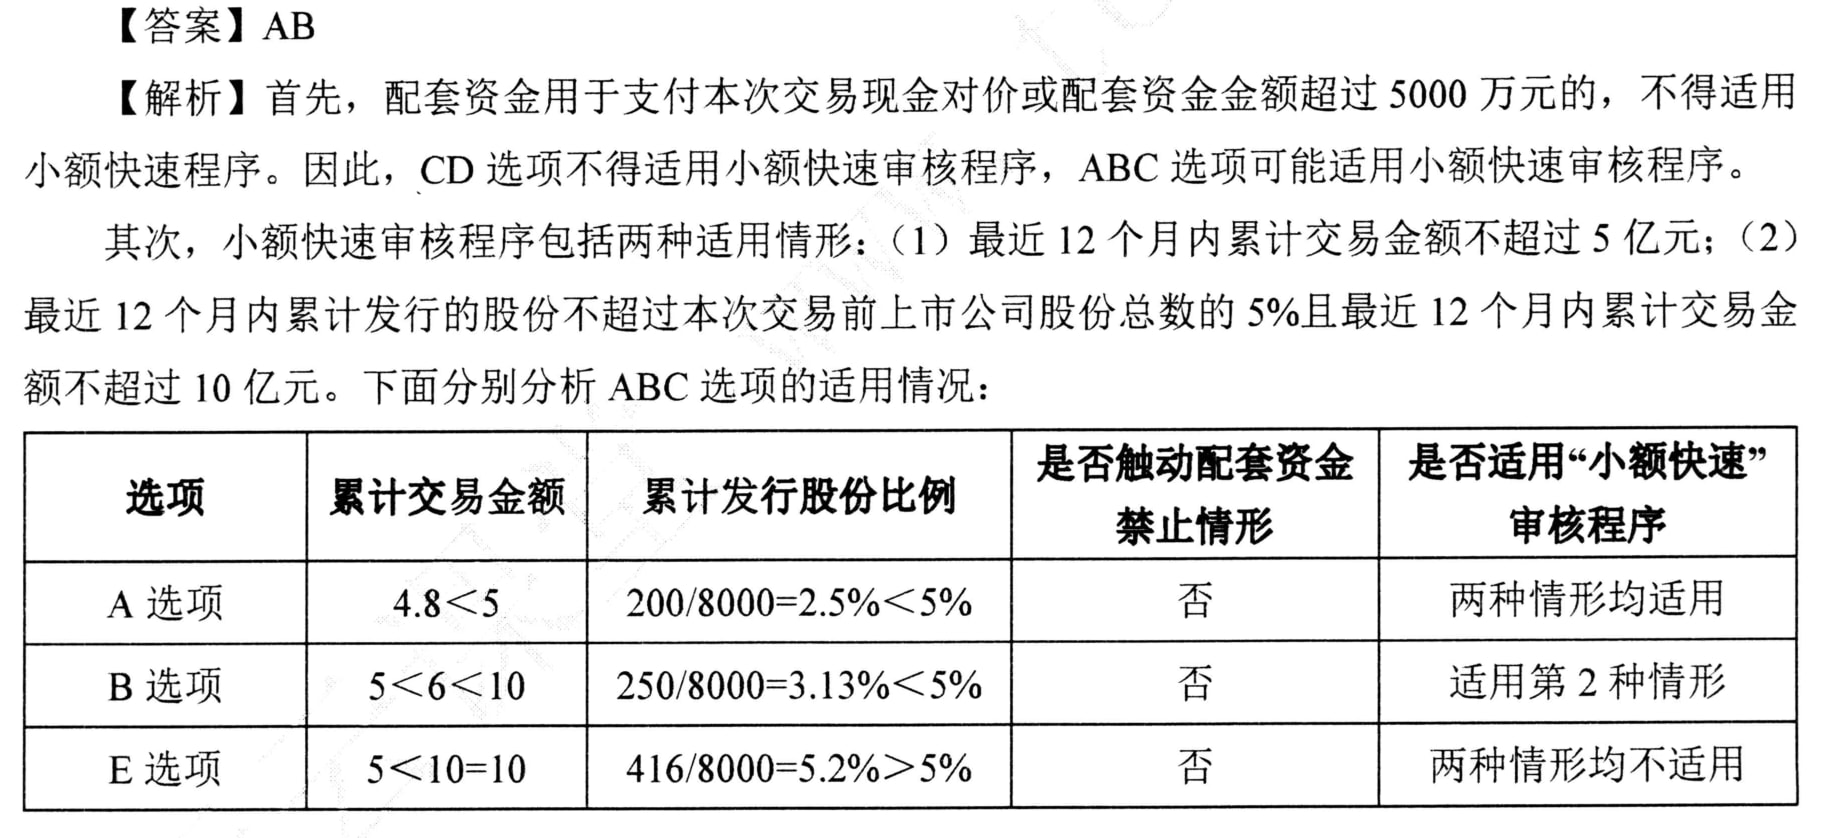 【答案】AB
【解析】首先，配套资金用于支付本次交易现金对价或配套资金金额超过 5000 万元的，不得适用
小额快速程序。因此，CD 选项不得适用小额快速审核程序，ABC 选项可能适用小额快速审核程序。
其次，小额快速审核程序包括两种适用情形：（1）最近 12 个月内累计交易金额不超过 5 亿元；（2）
最近 12 个月内累计发行的股份不超过本次交易前上市公司股份总数的 5%且最近 12 个月内累计交易金
额不超过 10 亿元。下面分别分析 ABC 选项的适用情况：
选项 累计交易金额 累计发行股份比例 是否触动配套资金禁止情形 是否适用“小额快速”审核程序
A 选项 4.8＜5 200/8000=2.5%＜5% 否 两种情形均适用
B 选项 5＜6＜10 250/8000=3.13%＜5% 否 适用第 2 种情形
E 选项 5＜10=10 416/8000=5.2%＞5% 否 两种情形均不适用